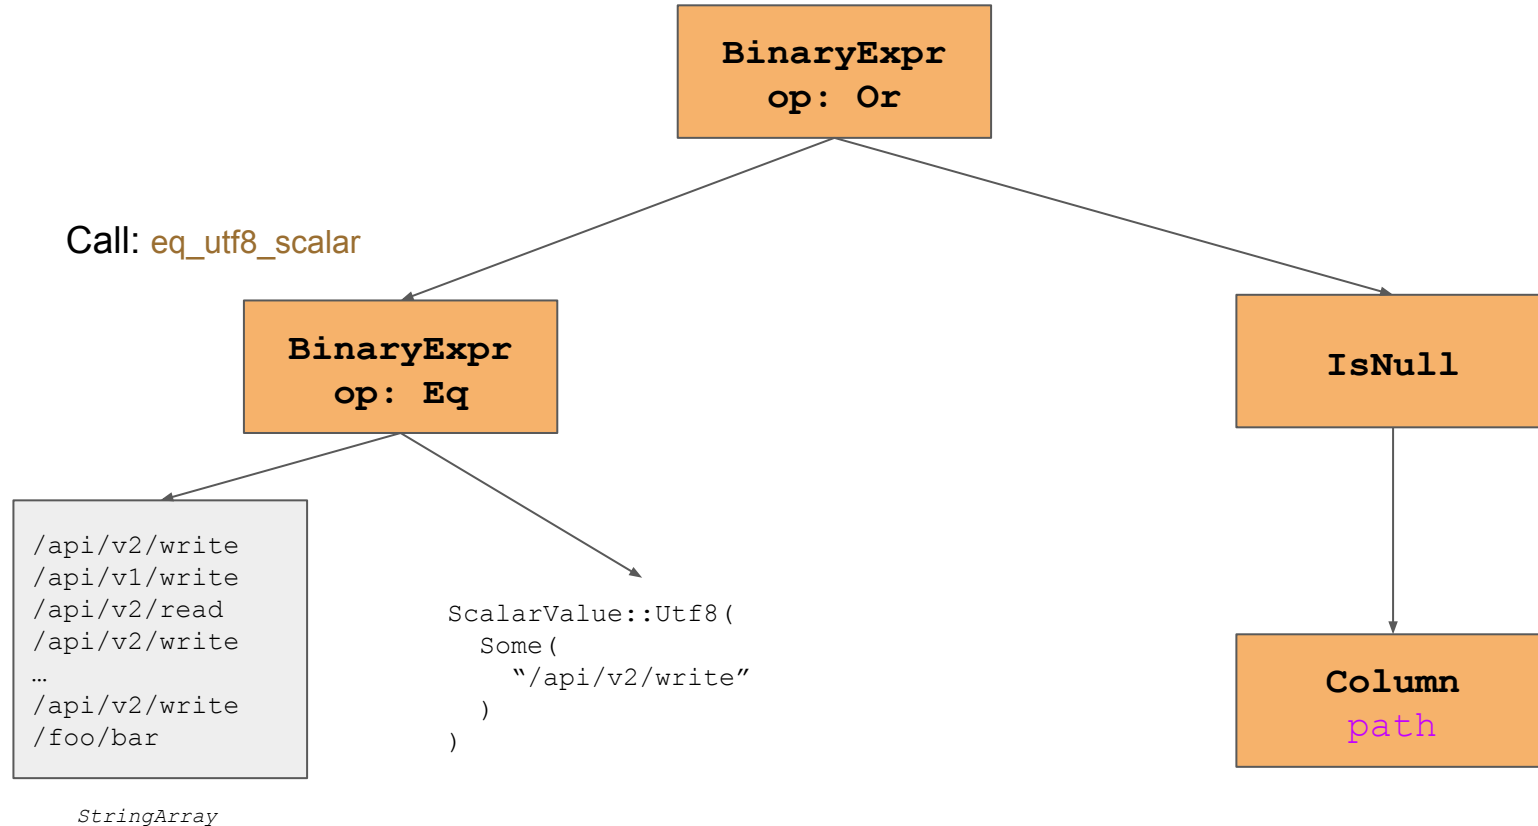 BinaryExpr
op: Or
Call: eq_utf8_scalar
BinaryExpr
op: Eq
IsNull
/api/v2/write
/api/v1/write
/api/v2/read
/api/v2/write
…
/api/v2/write
/foo/bar
StringArray
ScalarValue::Utf8(
Some(
“/api/v2/write”
)
)
Column
path